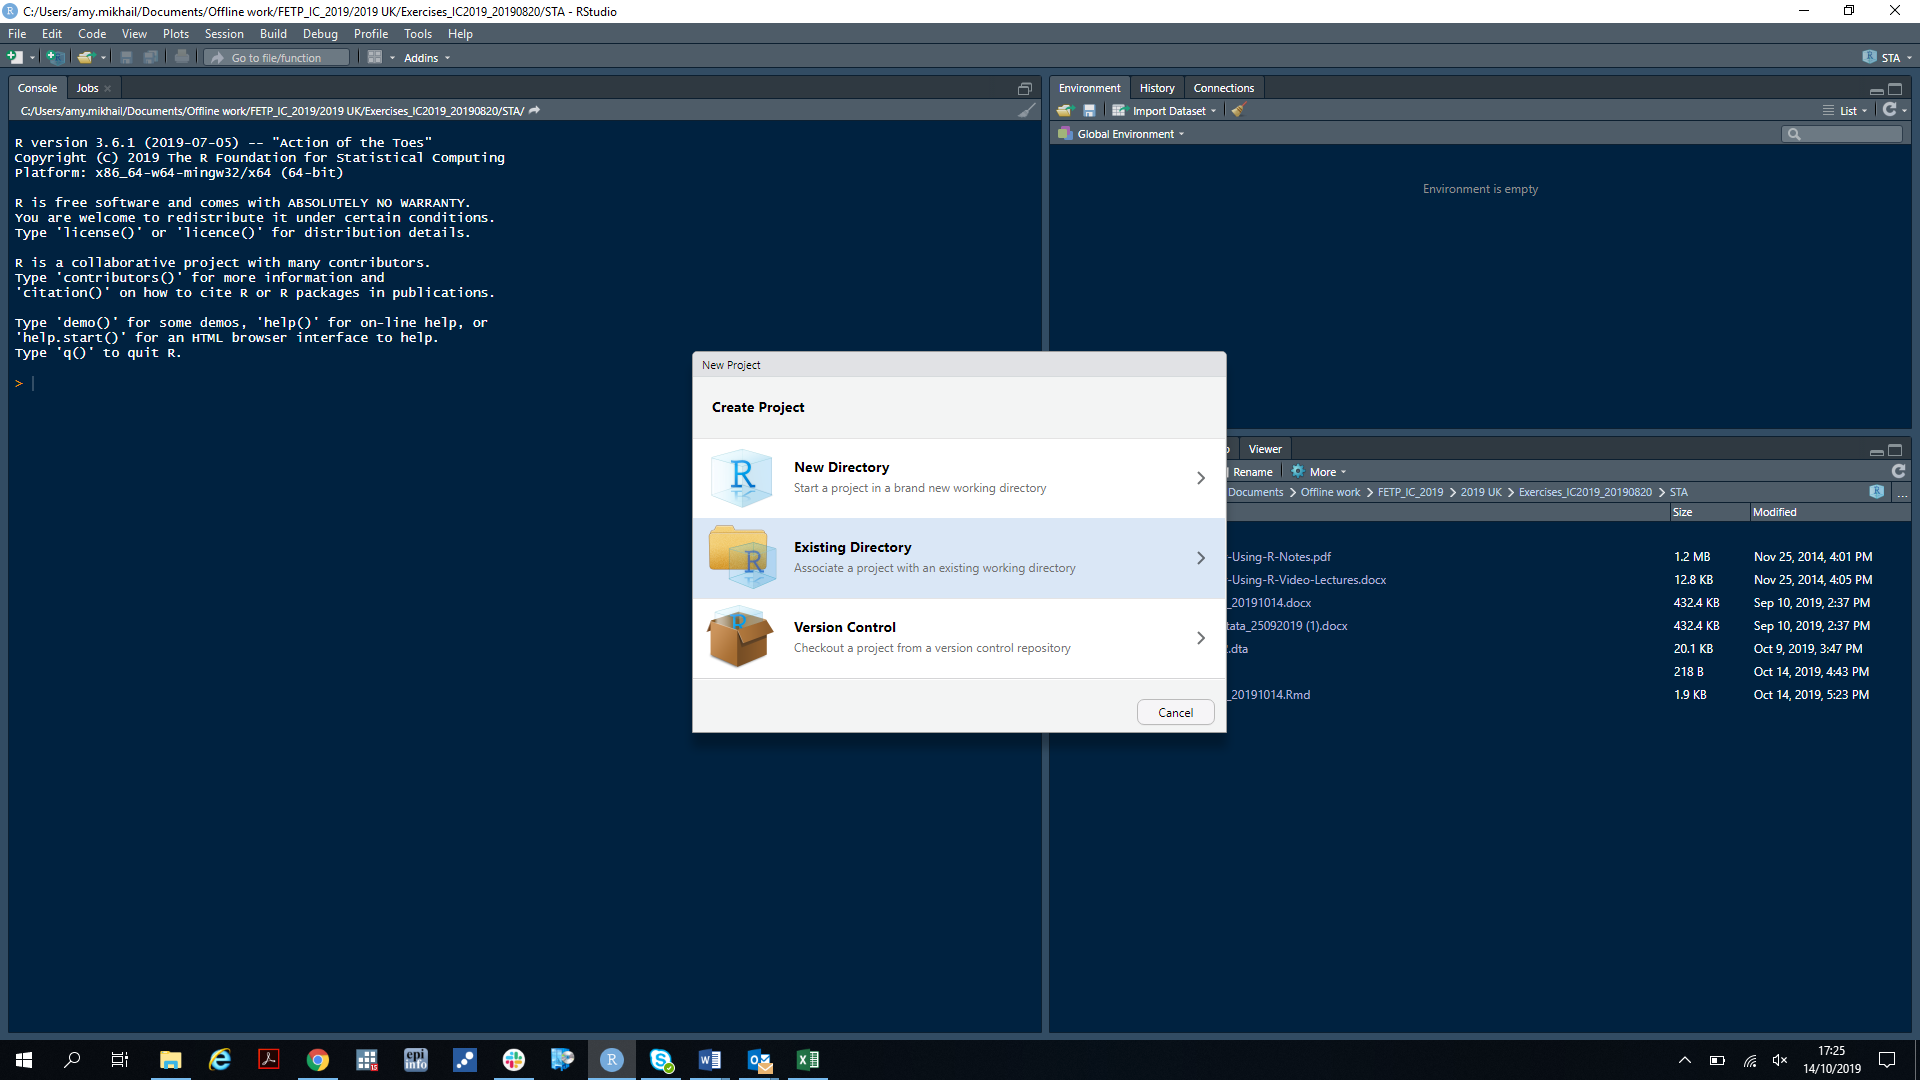 C:/Users/amy.mikhail/Documents/Offline work/FETP_IC_2019/2019 UK/Exercises_IC2019_20190820/STA - RStudio
File Edit Code View Plots Session Build Debug Profile Tools Help
Go to file/function Addins STA
Console Jobs
C:/Users/amy.mikhail/Documents/Offline work/FETP_IC_2019/2019 UK/Exercises_IC2019_20190820/STA/
R version 3.6.1 (2019-07-05) -- "Action of the Toes"
Copyright (C) 2019 The R Foundation for Statistical Computing
Platform: x86_64-w64-mingw32/x64 (64-bit)
R is free software and comes with ABSOLUTELY NO WARRANTY.
You are welcome to redistribute it under certain conditions.
Type 'license()' or 'licence()' for distribution details.
R is a collaborative project with many contributors.
Type 'contributors()' for more information and
'citation()' on how to cite R or R packages in publications.
Type 'demo()' for some demos, 'help()' for on-line help, or
'help.start()' for an HTML browser interface to help.
Type 'q()' to quit R.
>
Environment History Connections
Import Dataset List
Global Environment
Environment is empty
New Project
Create Project
New Directory
Start a project in a brand new working directory
Existing Directory
Associate a project with an existing working directory
Version Control
Checkout a project from a version control repository
Cancel
Viewer
Rename More
Documents Offline work FETP_IC_2019 2019 UK Exercises_IC2019_20190820 STA ...
Size Modified
-Using-R-Notes.pdf 1.2 MB Nov 25, 2014, 4:01 PM
-Using-R-Video-Lectures.docx 12.8 KB Nov 25, 2014, 4:05 PM
_20191014.docx 432.4 KB Sep 10, 2019, 2:37 PM
tata_25092019 (1).docx 432.4 KB Sep 10, 2019, 2:37 PM
.dta 20.1 KB Oct 9, 2019, 3:47 PM
218 B Oct 14, 2019, 4:43 PM
_20191014.Rmd 1.9 KB Oct 14, 2019, 5:23 PM
epi info
17:25
14/10/2019